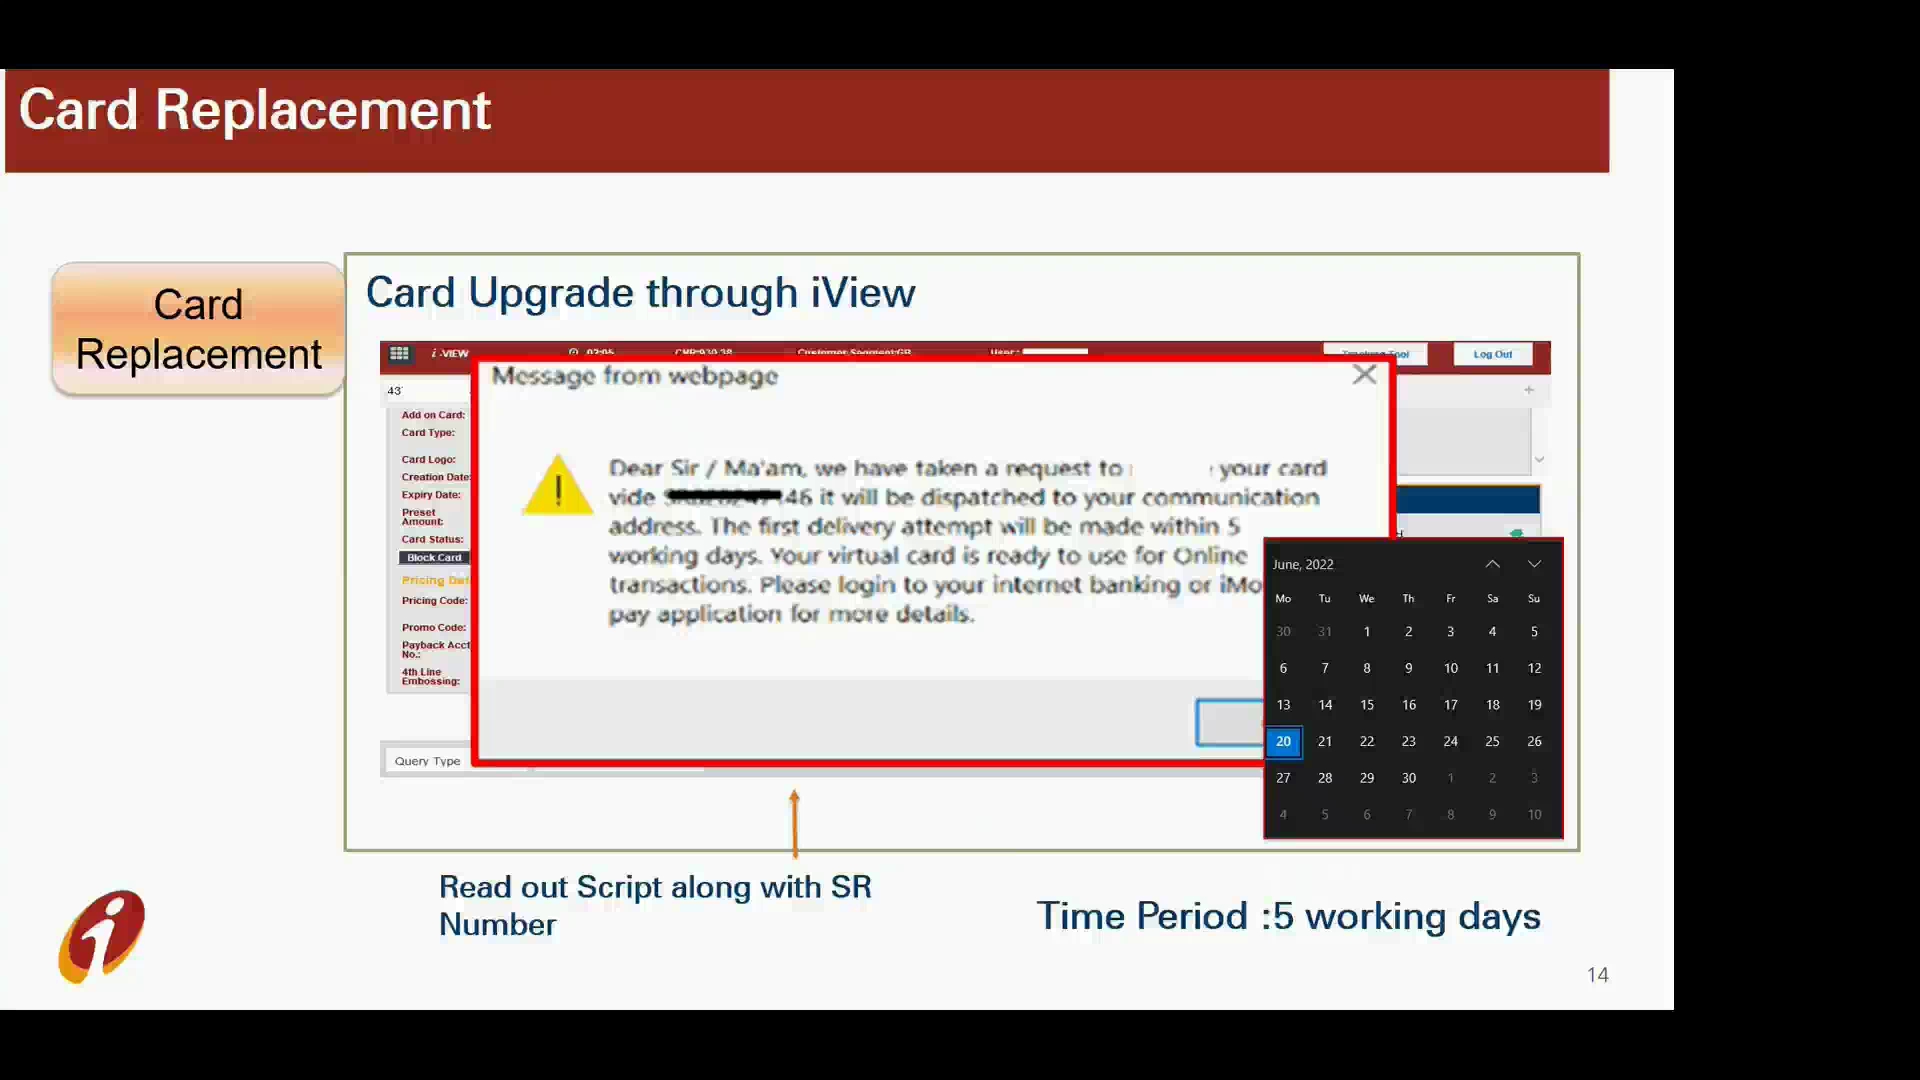 Card Replacement
Card
Replacement
Card Upgrade through iView
i-VIEW 02:05 Customer Segment:GB User:
Tracking Tool Log Out
43
Add on Card:
Card Type:
Card Logo:
Creation Date:
Expiry Date:
Preset
Amount:
Card Status:
Block Card
Pricing
Pricing Code:
Promo Code:
Payback Acct
No.:
4th Line
Embossing:
Query Type
Message from webpage
Dear Sir / Ma'am, we have taken a request to your card
vide 46 it will be dispatched to your communication
address. The first delivery attempt will be made within 5
working days. Your virtual card is ready to use for Online
transactions. Please login to your internet banking or iMo
pay application for more details.
June, 2022
Mo Tu We Th Fr Sa Su
30 31 1 2 3 4 5
6 7 8 9 10 11 12
13 14 15 16 17 18 19
20 21 22 23 24 25 26
27 28 29 30 1 2 3
4 5 6 7 8 9 10
Read out Script along with SR
Number
Time Period :5 working days
14